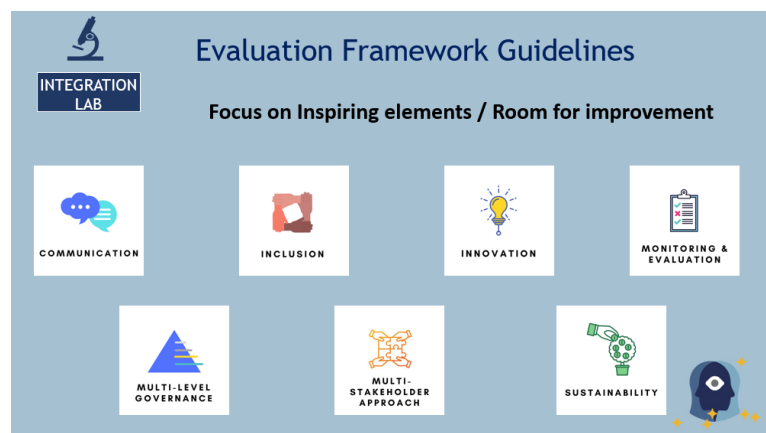 Evaluation Framework Guidelines
INTEGRATION
LAB
Focus on Inspiring elements / Room for improvement
COMMUNICATION
INCLUSION
INNOVATION
MONITORING &
EVALUATION
MULTI-LEVEL
GOVERNANCE
MULTI-
STAKEHOLDER
APPROACH
SUSTAINABILITY